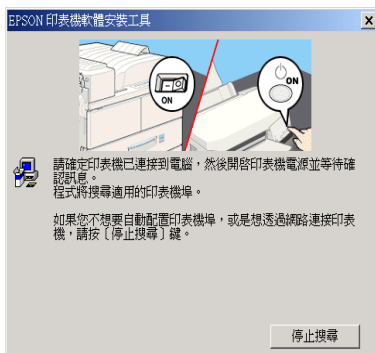 EPSON 印表機軟體安裝工具
ON
ON
請確定印表機已連接到電腦，然後開啓印表機電源並等待確
認訊息。
程式將搜尋適用的印表機埠。
如果您不想要自動配置印表機埠，或是想透過網路連接印表
機，請按〔停止搜尋〕鍵。
停止搜尋